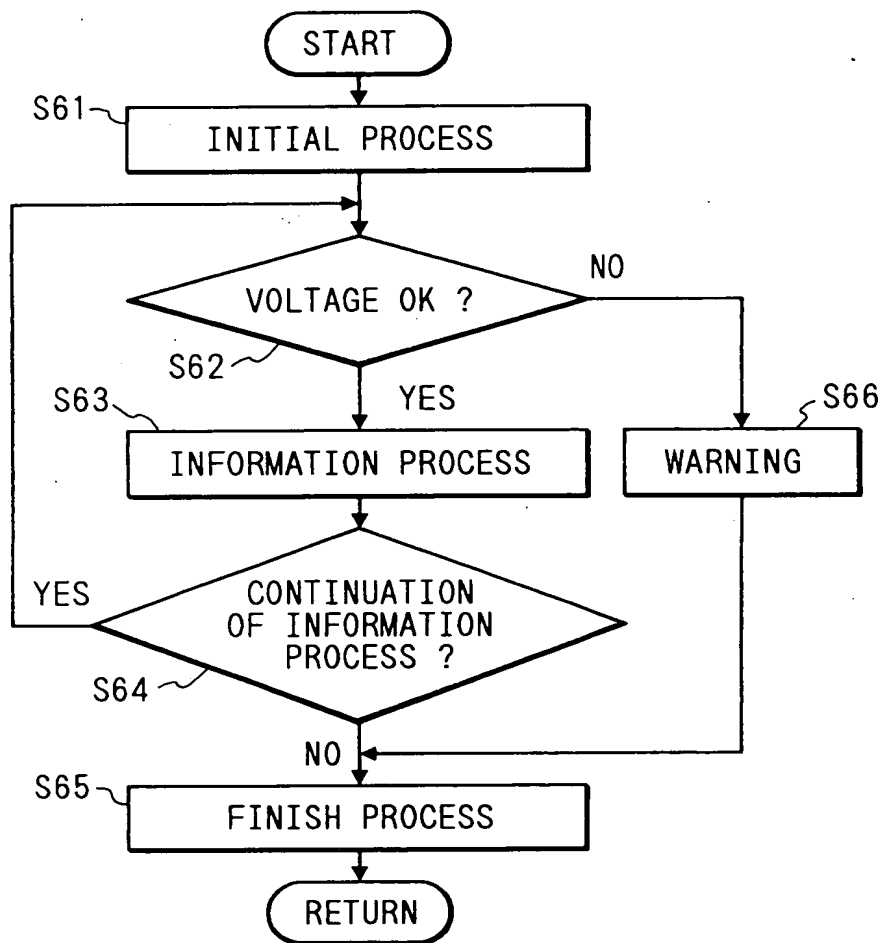 START
S61
INITIAL PROCESS
NO
VOLTAGE OK ?
S62
YES
S63
S66
INFORMATION PROCESS
WARNING
YES
CONTINUATION
OF INFORMATION
PROCESS ?
S64
NO
S65
FINISH PROCESS
RETURN